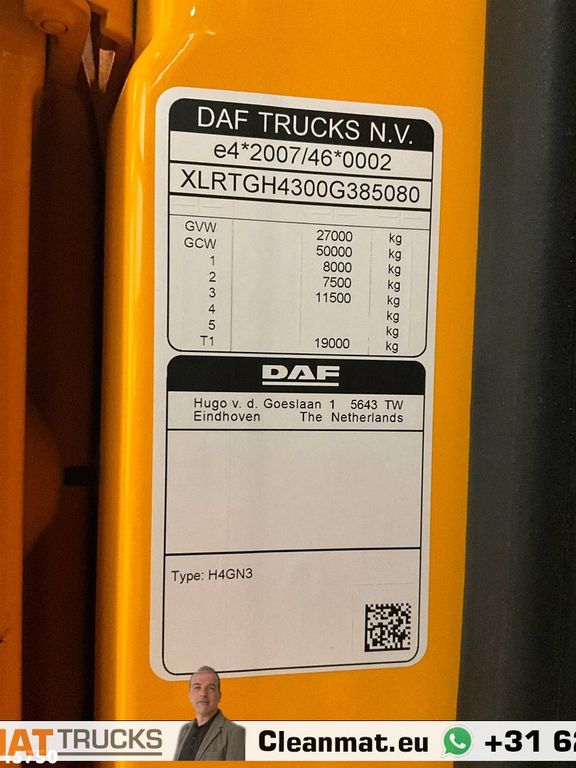 DAF TRUCKS N.V.
e4*2007/46*0002
XLRTGH4300G385080
GVW 27000 kg
GCW 50000 kg
1 8000 kg
2 7500 kg
3 11500 kg
4 kg
5 kg
T1 19000 kg
DAF
Hugo v. d. Goeslaan 1 5643 TW
Eindhoven The Netherlands
Type: H4GN3
MAT TRUCKS Cleanmat.eu +31 62